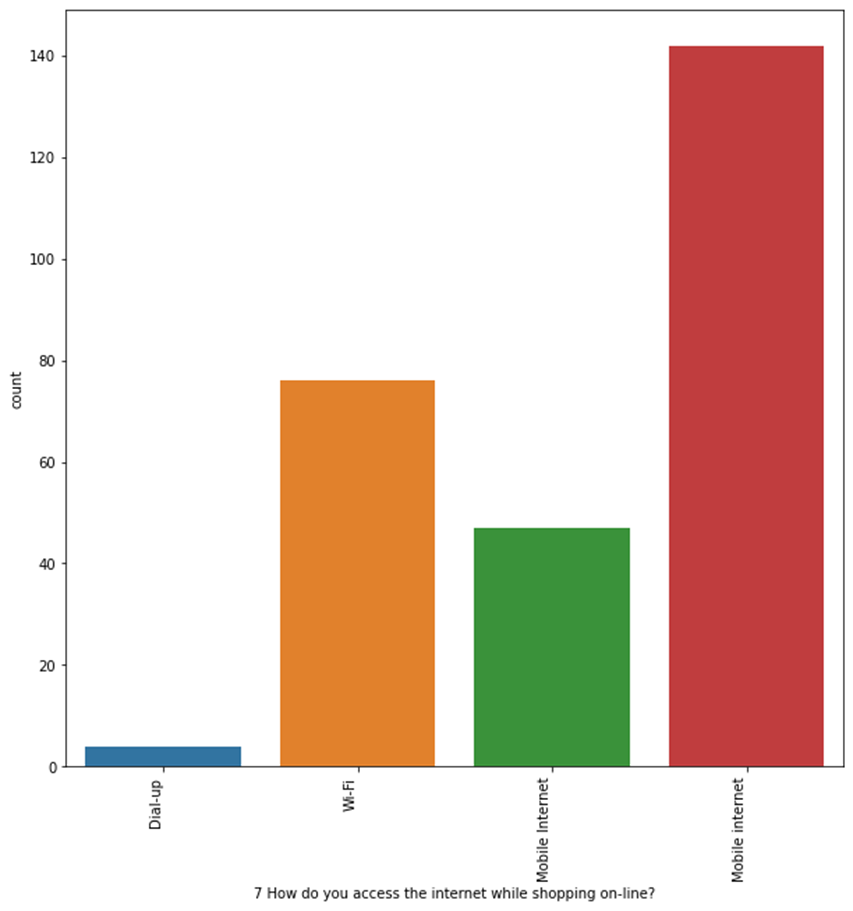 140
120
100
80
60
40
20
0
count
Dial-up
Wi-Fi
Mobile Internet
Mobile internet
7 How do you access the internet while shopping on-line?